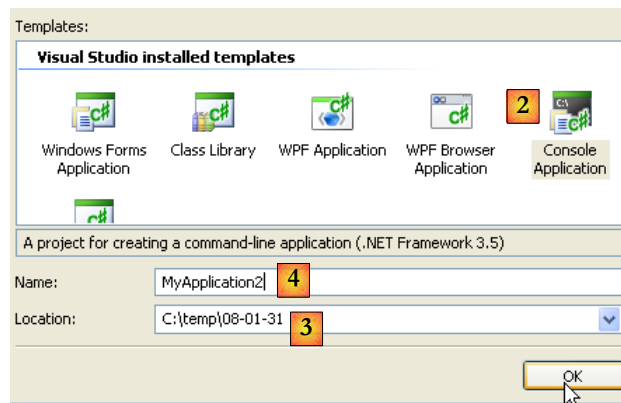 Templates:
Visual Studio installed templates
2
Windows Forms Application
Class Library
WPF Application
WPF Browser Application
Console Application
A project for creating a command-line application (.NET Framework 3.5)
Name:
MyApplication2
4
Location:
C:\temp\08-01-31
3
OK